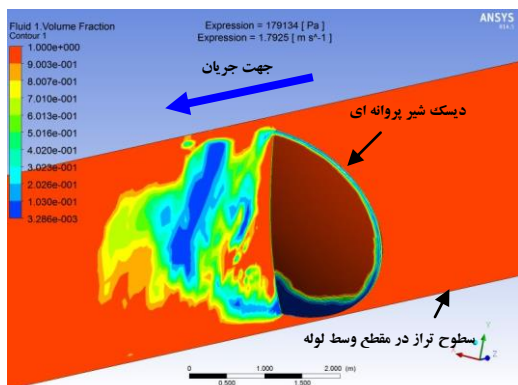 Fluid 1.Volume Fraction
Contour 1
1.000e+000
9.003e-001
8.007e-001
7.010e-001
6.013e-001
5.016e-001
4.020e-001
3.023e-001
2.026e-001
1.030e-001
3.286e-003
Expression = 179134 [ Pa ]
Expression = 1.7925 [ m s^-1 ]
ANSYS
R14.5
جهت جریان
دیسک شیر پروانه ای
سطوح تراز در مقطع وسط لوله
Y
X
Z
0 1.000 2.000 (m)
0.500 1.500